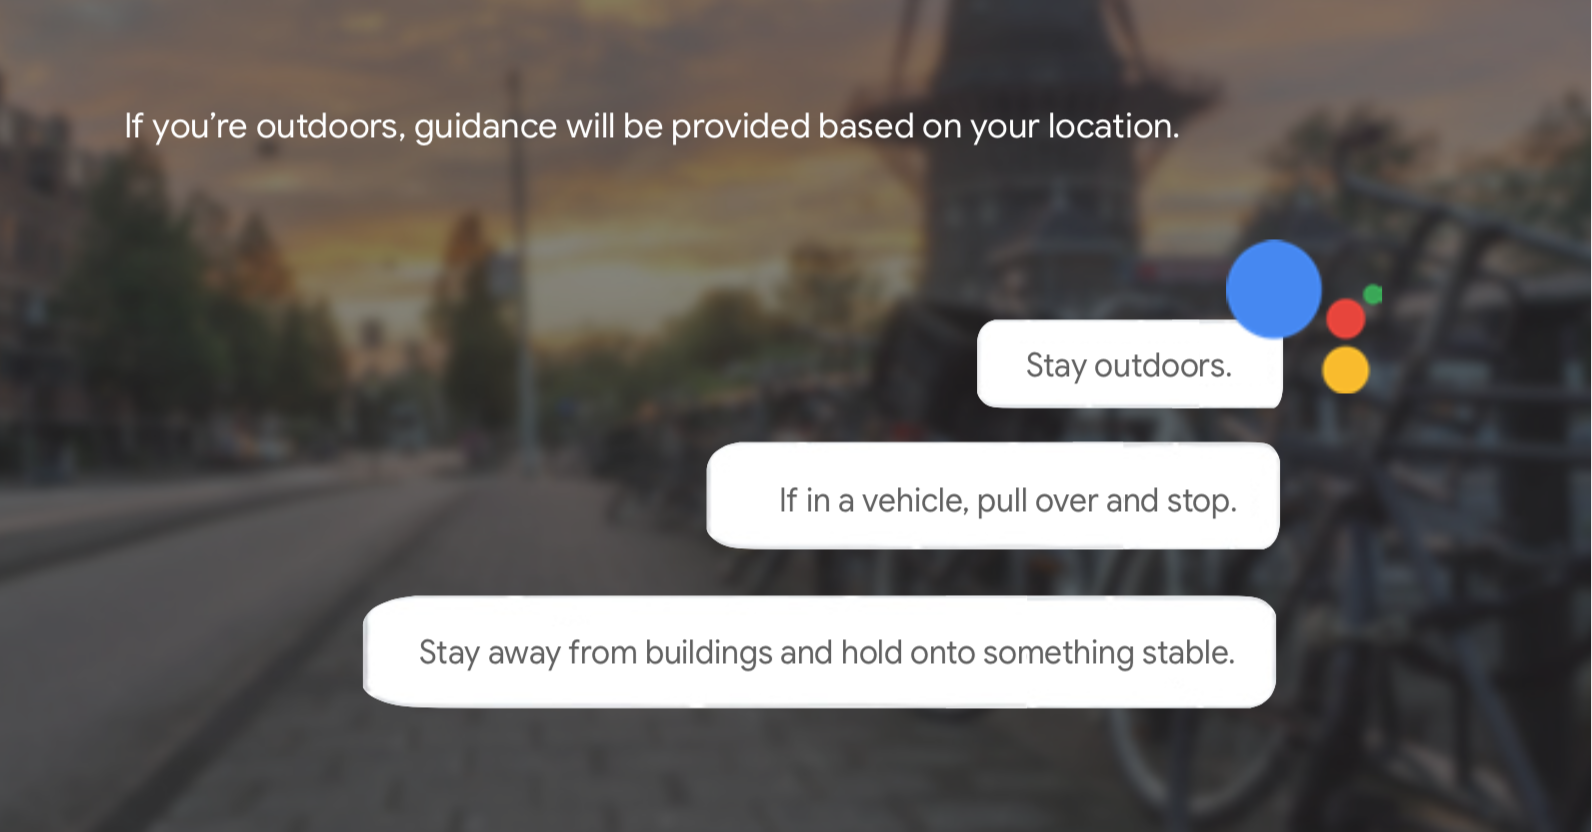 If you’re outdoors, guidance will be provided based on your location.
Stay outdoors.
If in a vehicle, pull over and stop.
Stay away from buildings and hold onto something stable.